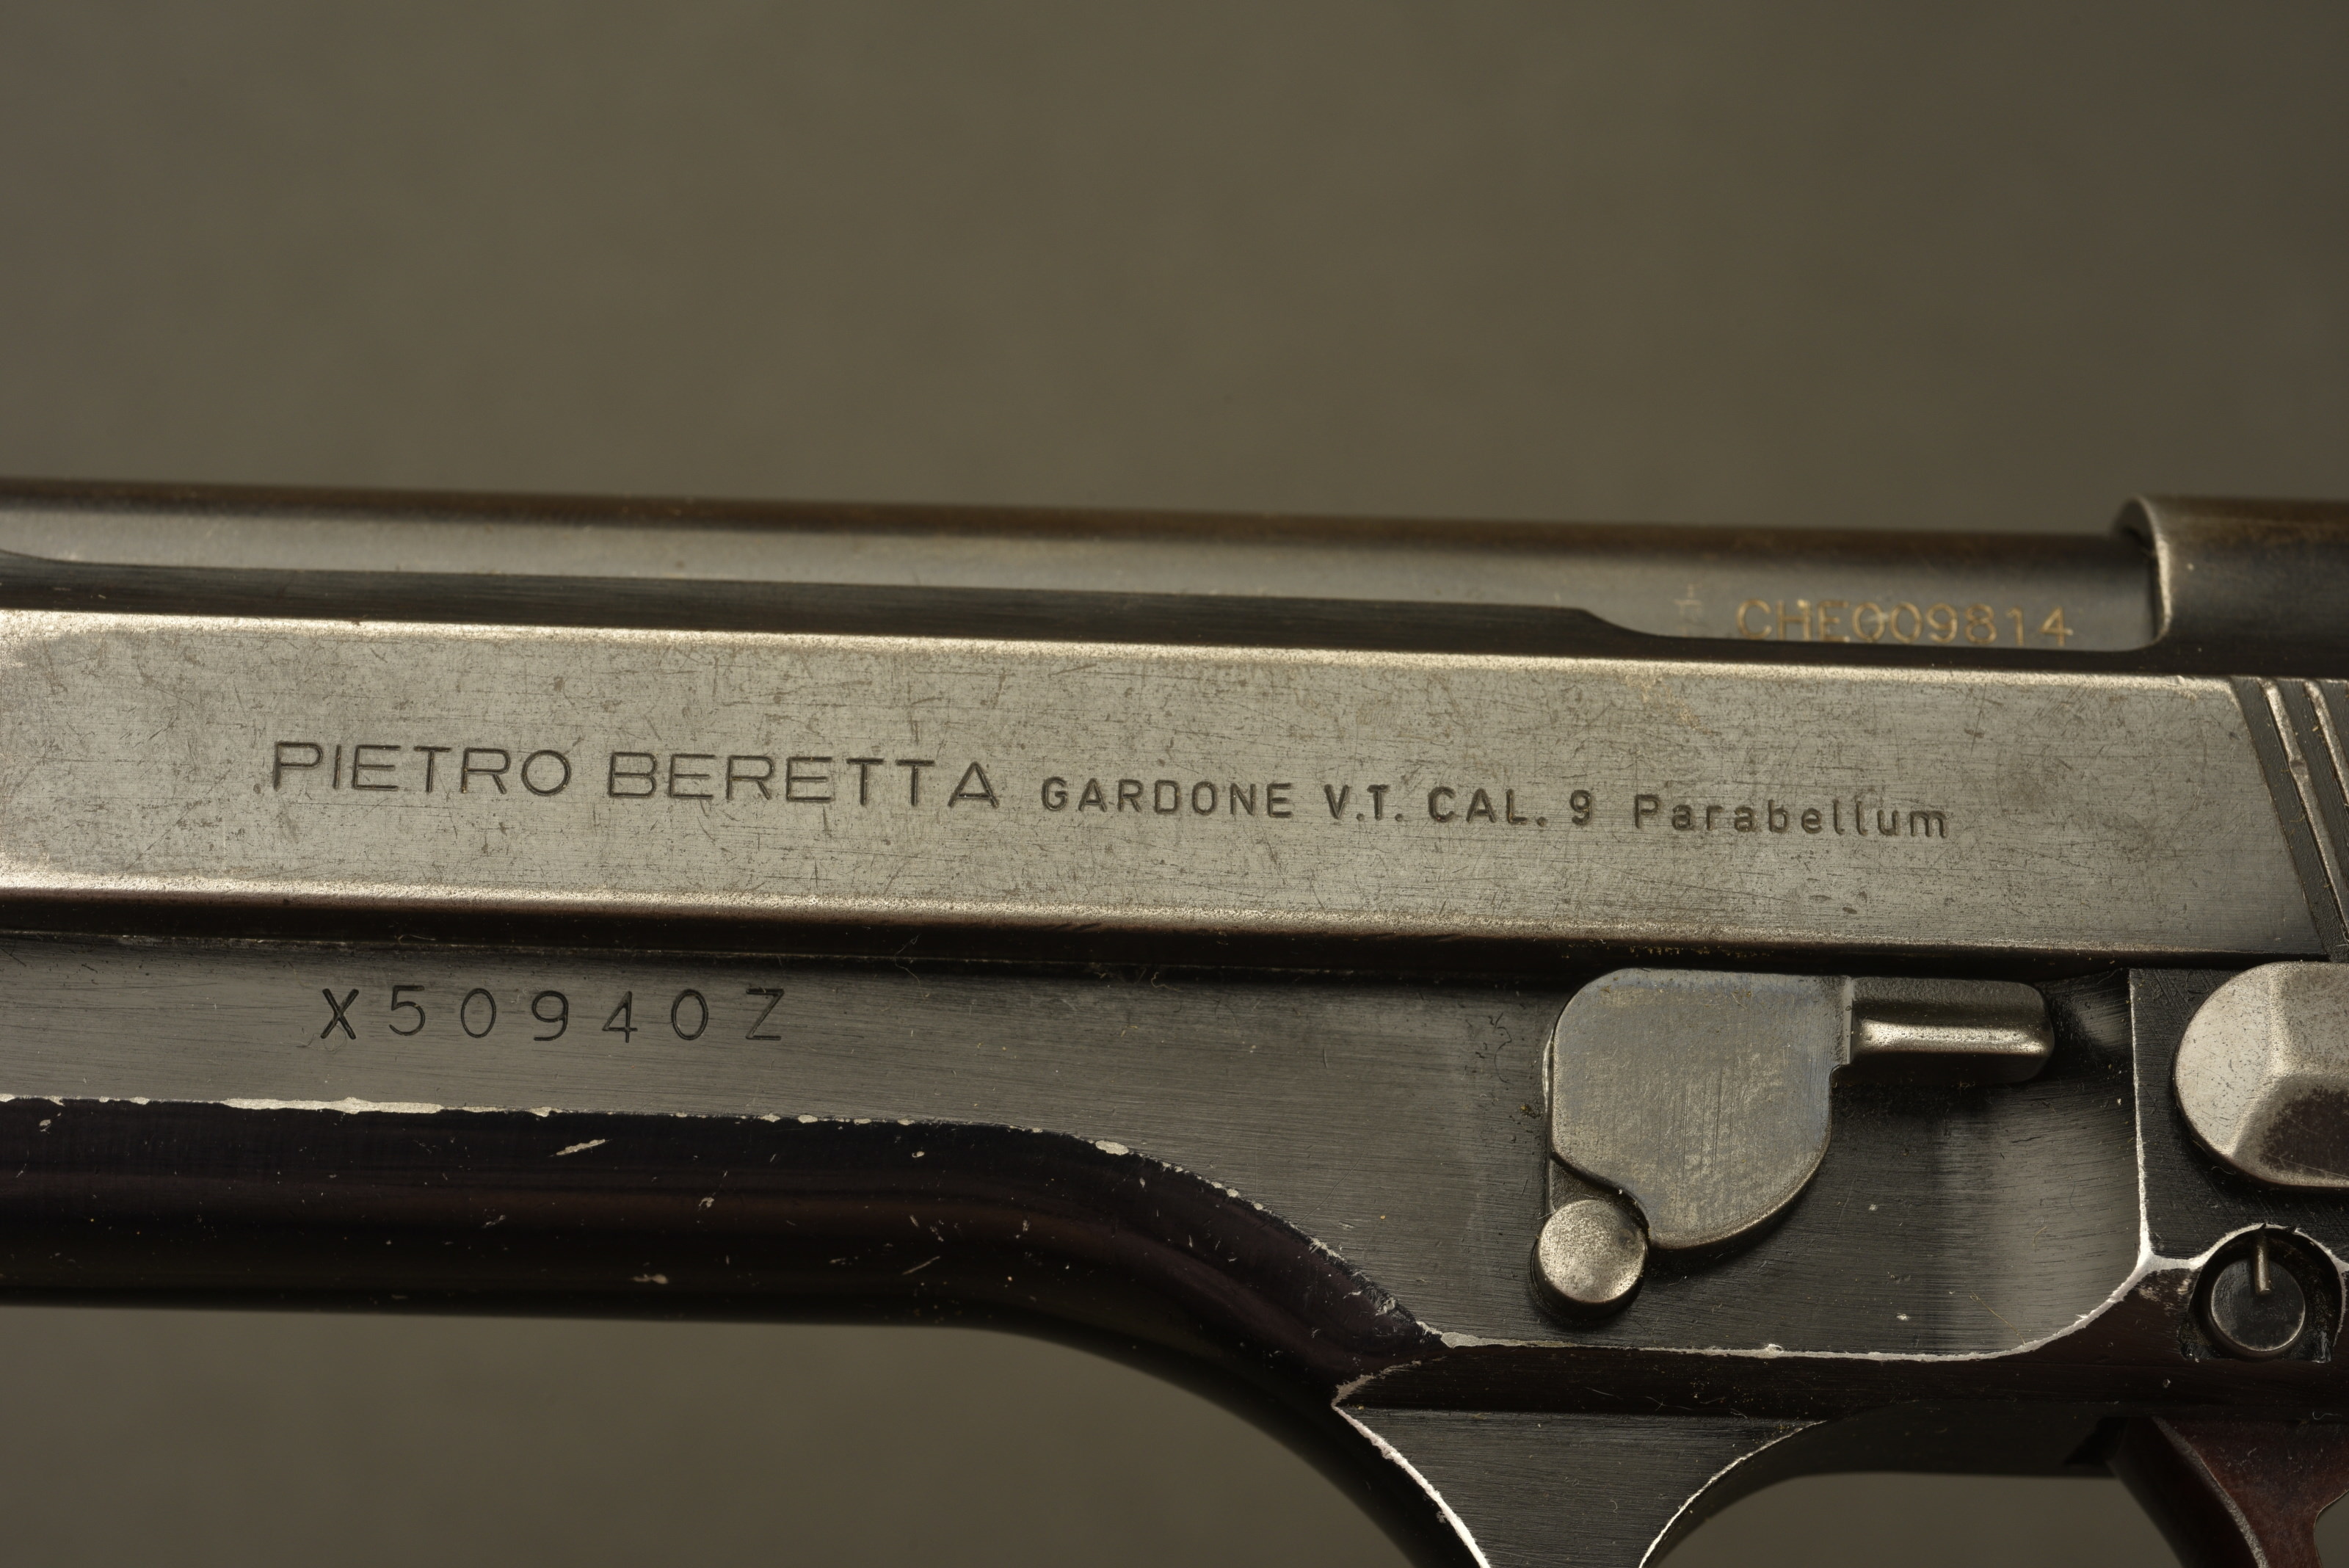 CHE009814
PIETRO BERETTA GARDONE V.T. CAL. 9 Parabellum
X50940Z